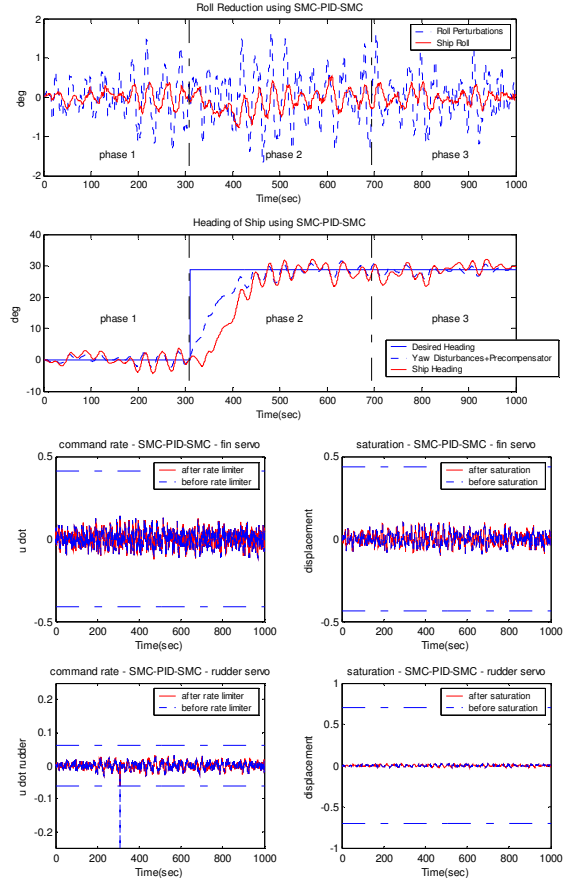 Roll Reduction using SMC-PID-SMC
2
1
0
-1
-2
deg
Roll Perturbations
Ship Roll
phase 1
phase 2
phase 3
0 100 200 300 400 500 600 700 800 900 1000
Time(sec)
Heading of Ship using SMC-PID-SMC
40
30
20
10
0
-10
deg
phase 1
phase 2
phase 3
Desired Heading
Yaw Disturbances+Precompensator
Ship Heading
0 100 200 300 400 500 600 700 800 900 1000
Time(sec)
command rate - SMC-PID-SMC - fin servo
0.5
0
-0.5
u dot
after rate limiter
before rate limiter
0 200 400 600 800 1000
Time(sec)
saturation - SMC-PID-SMC - fin servo
0.5
0
-0.5
displacement
after saturation
before saturation
0 200 400 600 800 1000
Time(sec)
command rate - SMC-PID-SMC - rudder servo
0.2
0.1
0
-0.1
-0.2
u dot rudder
after rate limiter
before rate limiter
0 200 400 600 800 1000
Time(sec)
saturation - SMC-PID-SMC - rudder servo
1
0.5
0
-0.5
-1
displacement
after saturation
before saturation
0 200 400 600 800 1000
Time(sec)